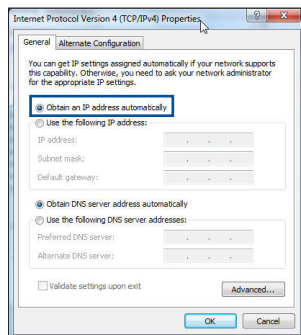 Internet Protocol Version 4 (TCP/IPv4) Properties
General
Alternate Configuration
You can get IP settings assigned automatically if your network supports
this capability. Otherwise, you need to ask your network administrator
for the appropriate IP settings.
Obtain an IP address automatically
Use the following IP address:
IP address:
Subnet mask:
Default gateway:
Obtain DNS server address automatically
Use the following DNS server addresses:
Preferred DNS server:
Alternate DNS server:
Validate settings upon exit
Advanced...
OK
Cancel